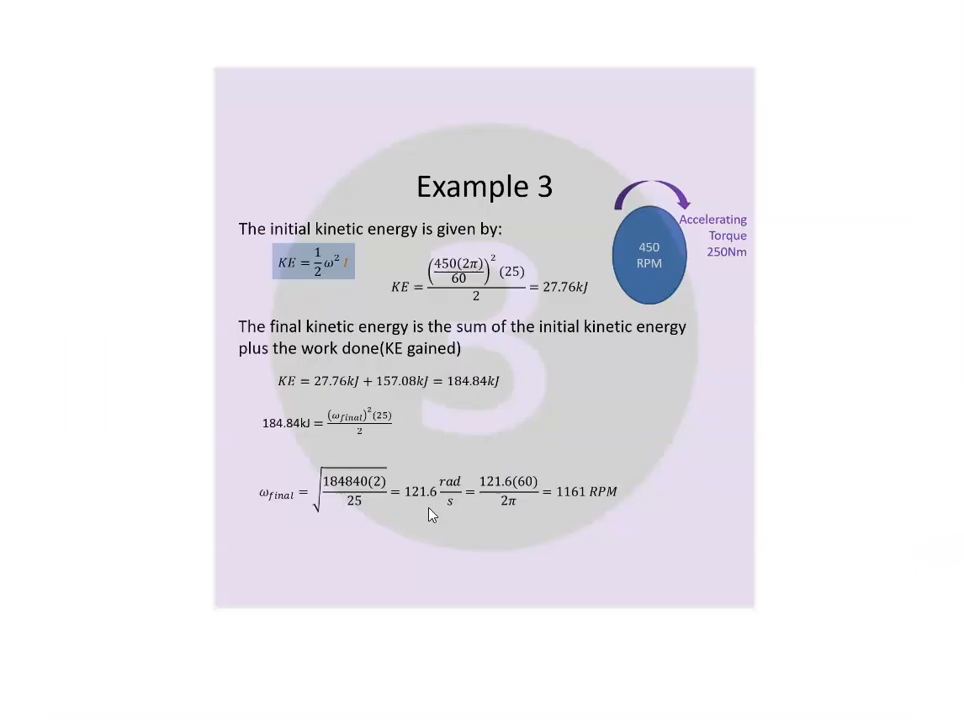 Example 3
The initial kinetic energy is given by:
KE = 1/2 ω² I
KE = (450(2π)/60)² (25) / 2 = 27.76kJ
450
RPM
Accelerating
Torque
250Nm
The final kinetic energy is the sum of the initial kinetic energy
plus the work done(KE gained)
KE = 27.76kJ + 157.08kJ = 184.84kJ
184.84kJ = (ω_final)² (25) / 2
ω_final = √(184840(2) / 25) = 121.6 rad/s = 121.6(60) / 2π = 1161 RPM
3